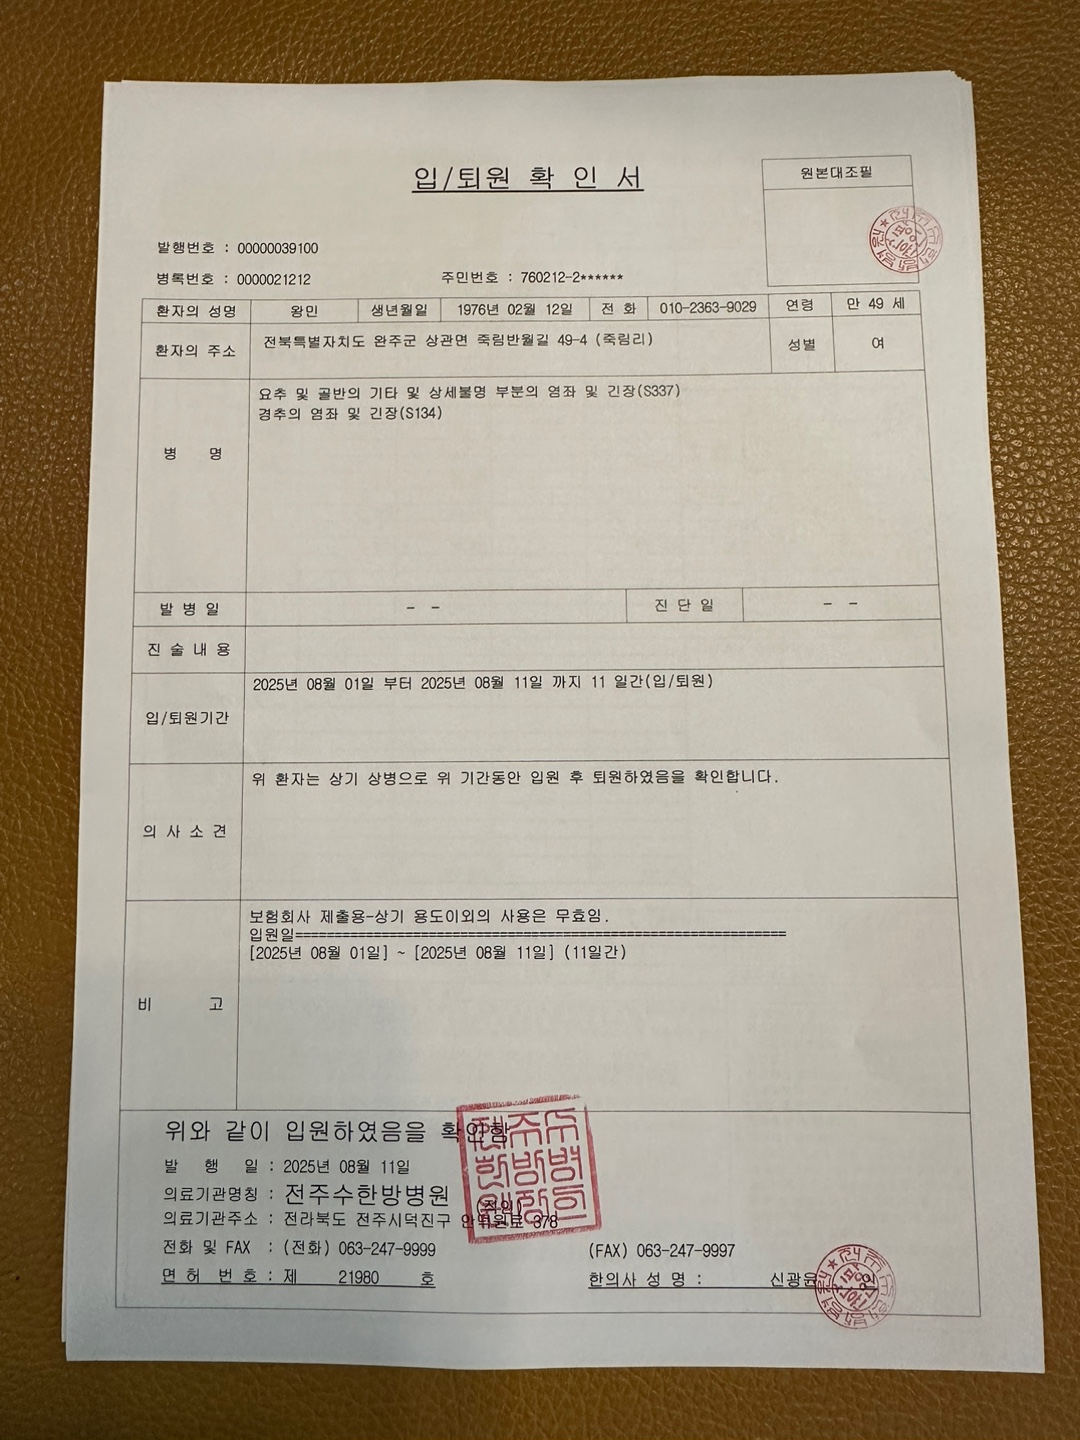 입/퇴원 확 인 서
원본대조필
발행번호 : 00000039100
병록번호 : 0000021212
주민번호 : 760212-2******
환자의 성명 왕민 생년월일 1976년 02월 12일 전 화 010-2363-9029 연령 만 49 세
환자의 주소 전북특별자치도 완주군 상관면 죽림반월길 49-4 (죽림리) 성별 여
병 명
요추 및 골반의 기타 및 상세불명 부분의 염좌 및 긴장(S337)
경추의 염좌 및 긴장(S134)
발 병 일 - - 진 단 일 - -
진 술 내 용
입/퇴원기간
2025년 08월 01일 부터 2025년 08월 11일 까지 11 일간(입/퇴원)
의 사 소 견
위 환자는 상기 상병으로 위 기간동안 입원 후 퇴원하였음을 확인합니다.
비 고
보험회사 제출용-상기 용도이외의 사용은 무효임.
입원일===============================================================
[2025년 08월 01일] ~ [2025년 08월 11일] (11일간)
위와 같이 입원하였음을 확인함
발 행 일 : 2025년 08월 11일
의료기관명칭 : 전주수한방병원 (직인)
의료기관주소 : 전라북도 전주시덕진구 안덕원로 378
전화 및 FAX : (전화) 063-247-9999 (FAX) 063-247-9997
면 허 번 호 : 제 21980 호 한의사 성 명 : 신광윤 인